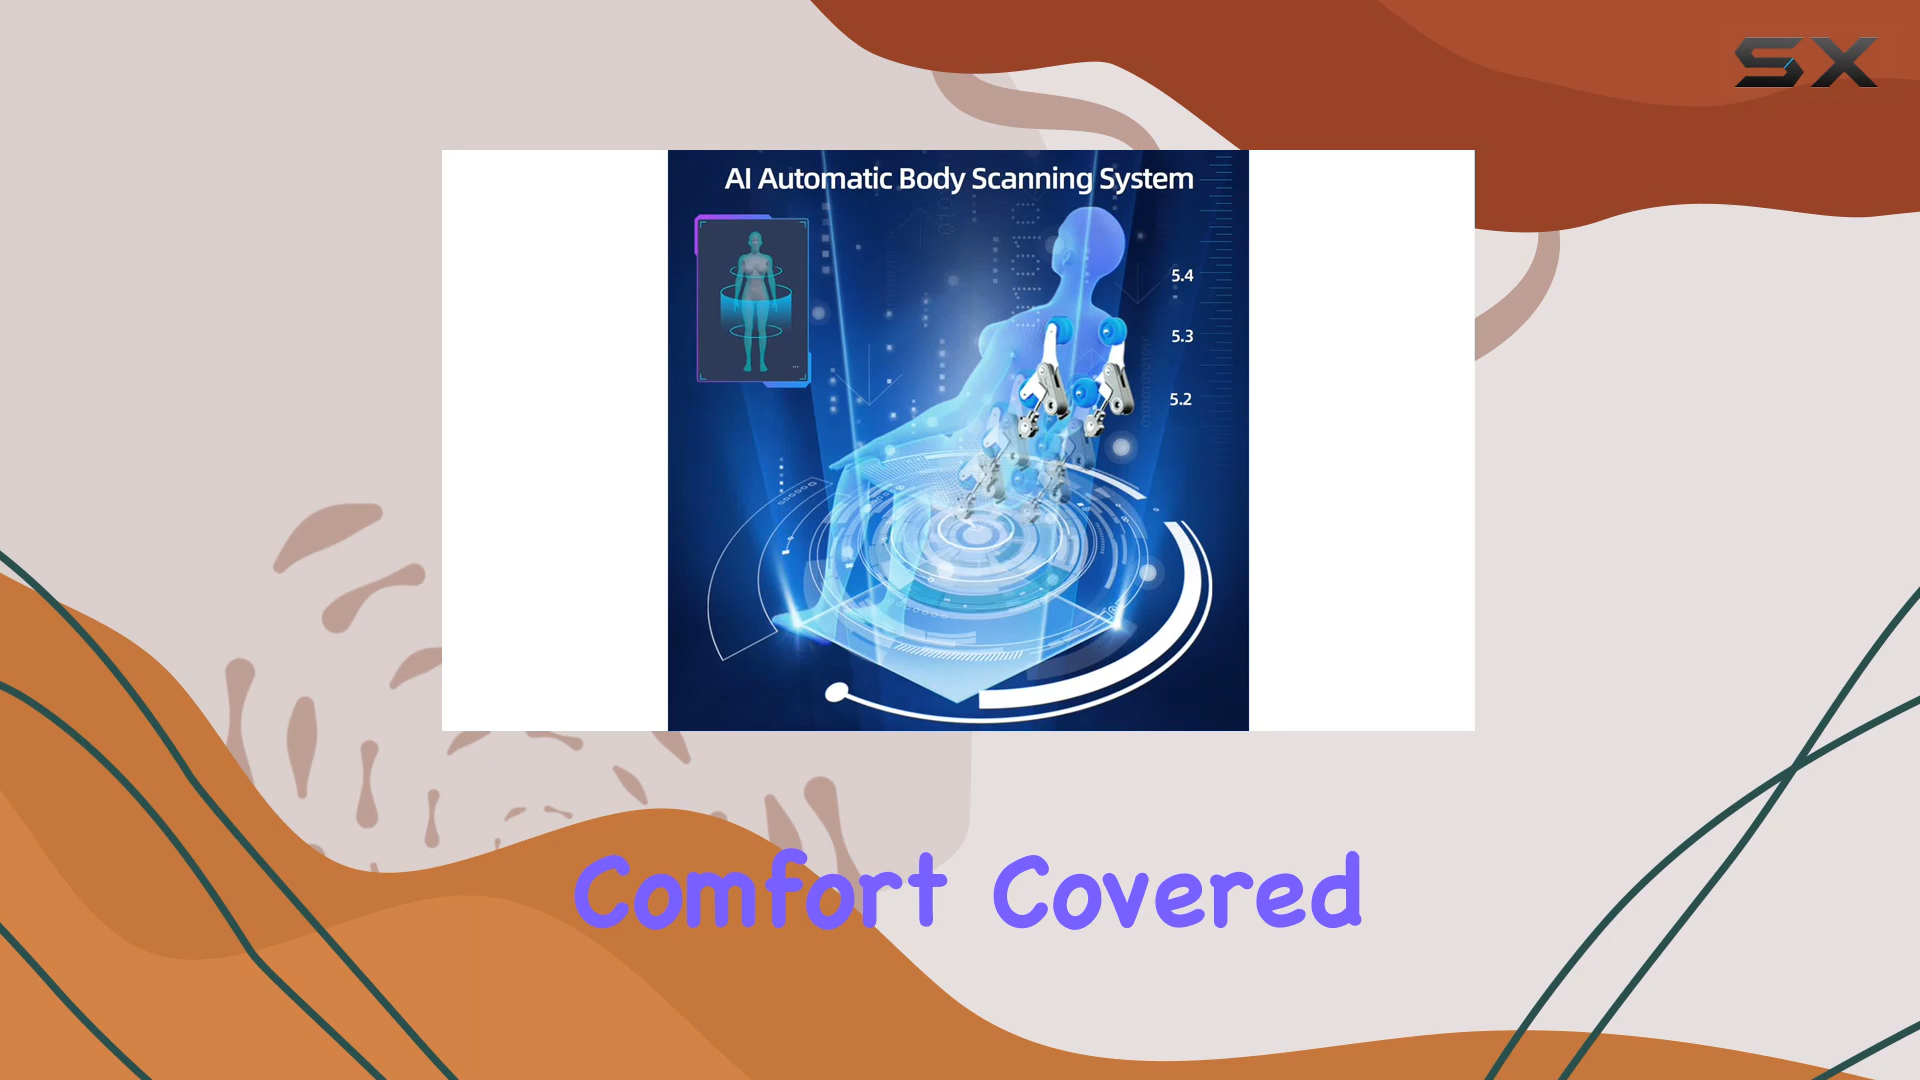 SX
AI Automatic Body Scanning System
5.4
5.3
5.2
Comfort Covered